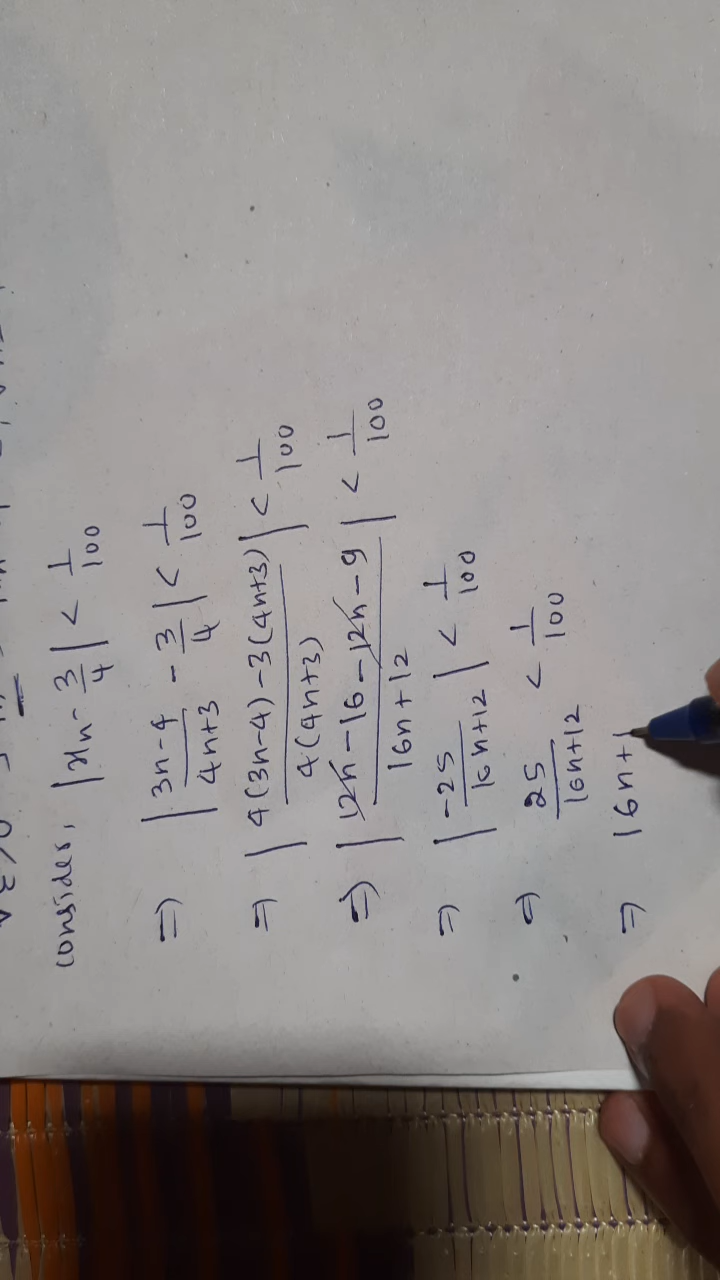 consider, | xn - 3/4 | < 1/100
⇒ | 3n-4/4n+3 - 3/4 | < 1/100
⇒ | 4(3n-4)-3(4n+3)/4(4n+3) | < 1/100
⇒ | 12n-16-12n-9/16n+12 | < 1/100
⇒ | -25/16n+12 | < 1/100
⇒ 25/16n+12 < 1/100
⇒ 16n+1